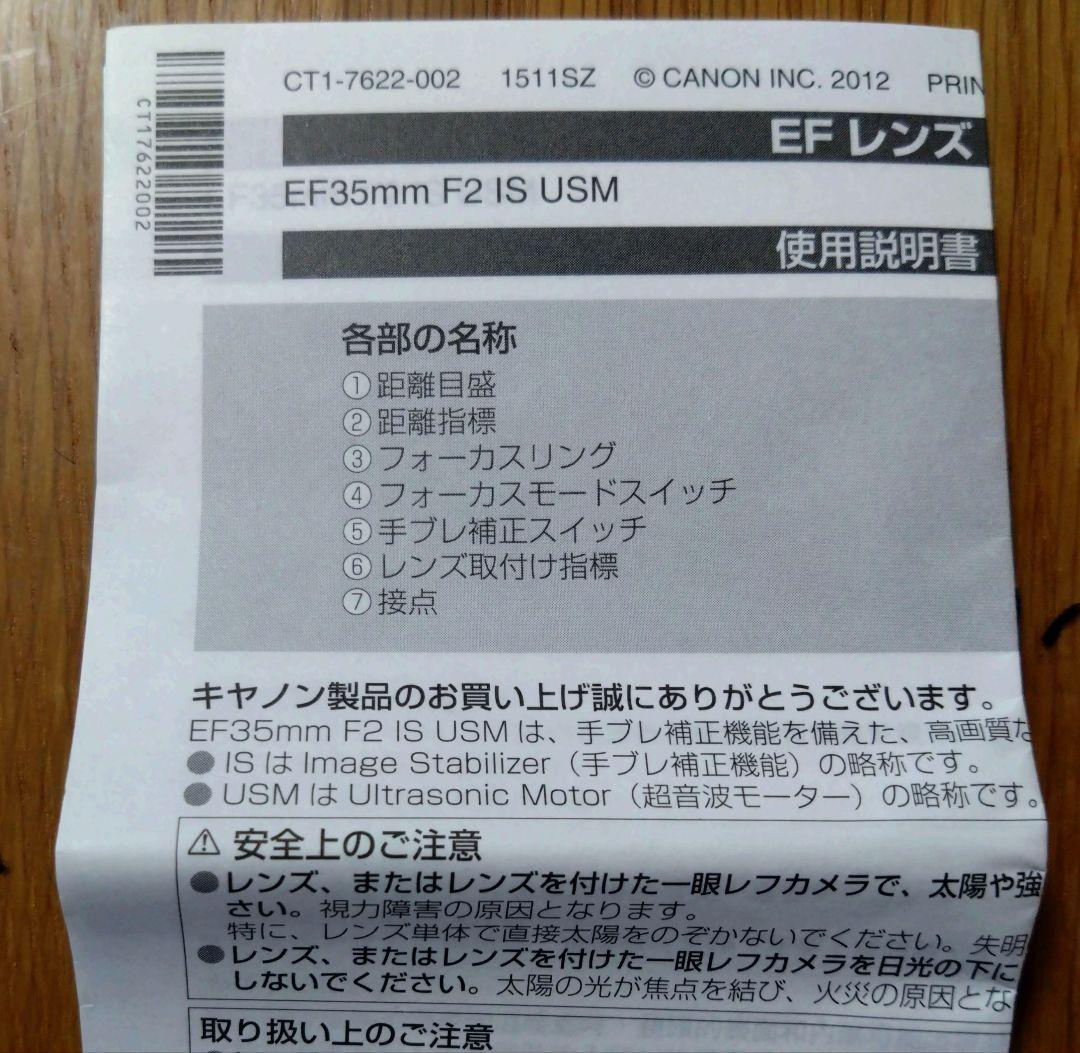 CT1-7622-002 1511SZ © CANON INC. 2012 PRIN
CT17622002
EF レンズ
EF35mm F2 IS USM
使用説明書
各部の名称
① 距離目盛
② 距離指標
③ フォーカスリング
④ フォーカスモードスイッチ
⑤ 手ブレ補正スイッチ
⑥ レンズ取付け指標
⑦ 接点
キヤノン製品のお買い上げ誠にありがとうございます。
EF35mm F2 IS USM は、手ブレ補正機能を備えた、高画質な
● IS は Image Stabilizer（手ブレ補正機能）の略称です。
● USM は Ultrasonic Motor（超音波モーター）の略称です。
⚠ 安全上のご注意
● レンズ、またはレンズを付けた一眼レフカメラで、太陽や強
さい。視力障害の原因となります。
特に、レンズ単体で直接太陽をのぞかないでください。失明
● レンズ、またはレンズを付けた一眼レフカメラを日光の下に
しないでください。太陽の光が焦点を結び、火災の原因とな
取り扱い上のご注意